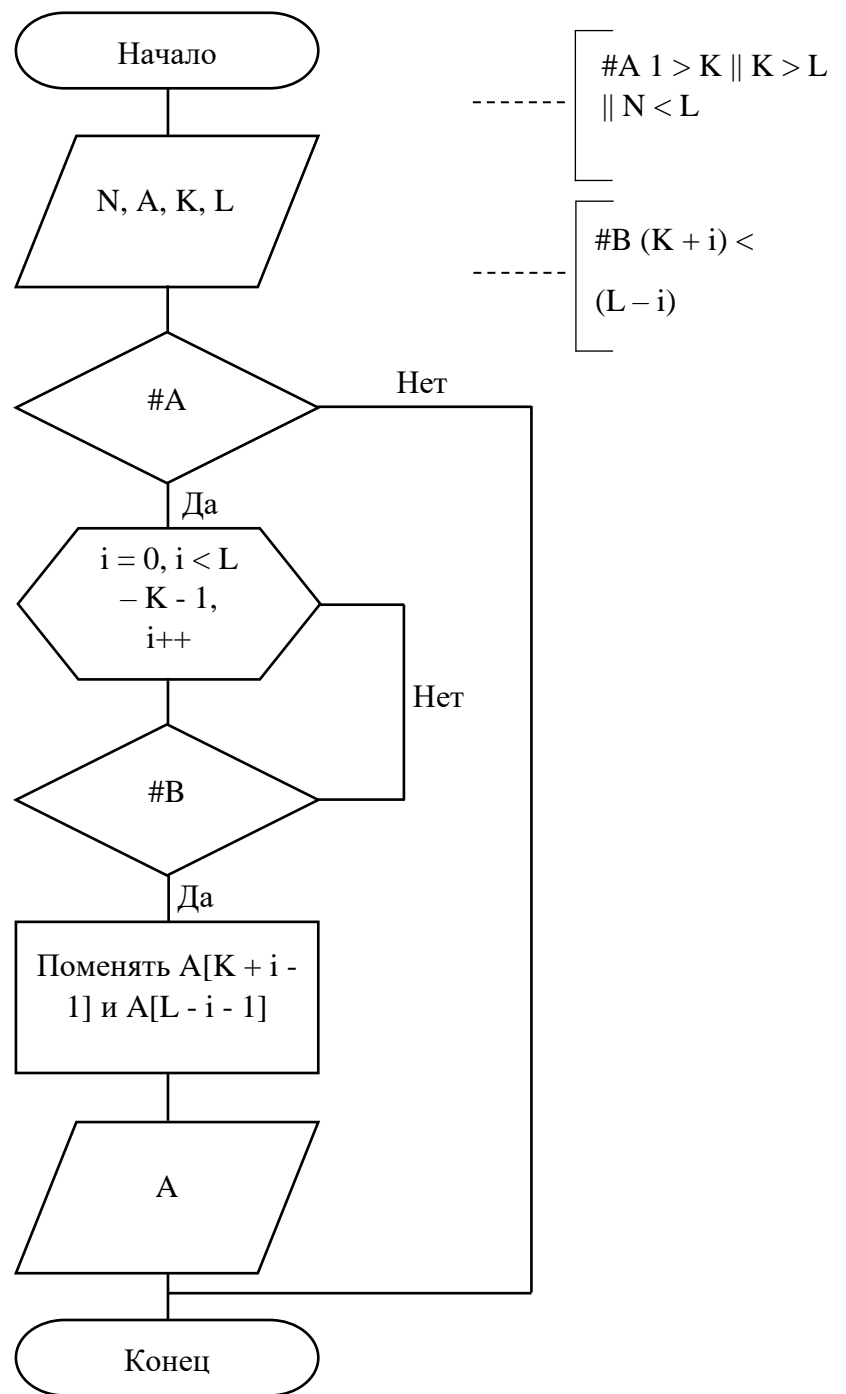 Начало
#A 1 > K || K > L
|| N < L
N, A, K, L
#B (K + i) <
(L – i)
#A
Нет
Да
i = 0, i < L
– K - 1,
i++
Нет
#B
Да
Поменять A[K + i -
1] и A[L - i - 1]
A
Конец